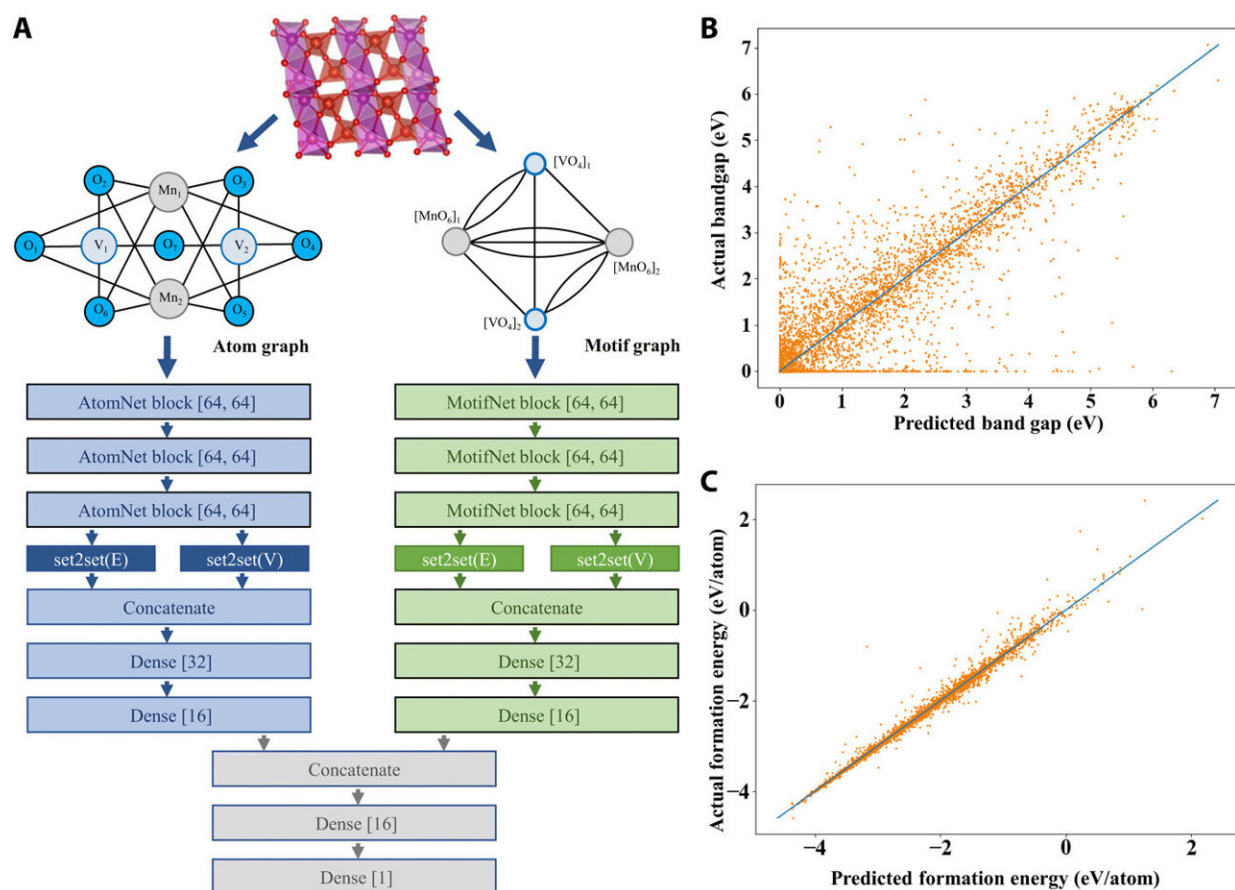 A
O₂
Mn₁
O₃
O₁
V₁
O₇
V₂
O₄
O₆
Mn₂
O₅
Atom graph
[VO₄]₁
[MnO₆]₁
[MnO₆]₂
[VO₄]₂
Motif graph
AtomNet block [64, 64]
AtomNet block [64, 64]
AtomNet block [64, 64]
set2set(E) set2set(V)
Concatenate
Dense [32]
Dense [16]
MotifNet block [64, 64]
MotifNet block [64, 64]
MotifNet block [64, 64]
set2set(E) set2set(V)
Concatenate
Dense [32]
Dense [16]
Concatenate
Dense [16]
Dense [1]
B
Actual bandgap (eV)
7
6
5
4
3
2
1
0
0 1 2 3 4 5 6 7
Predicted band gap (eV)
C
Actual formation energy (eV/atom)
2
0
−2
−4
−4 −2 0 2
Predicted formation energy (eV/atom)